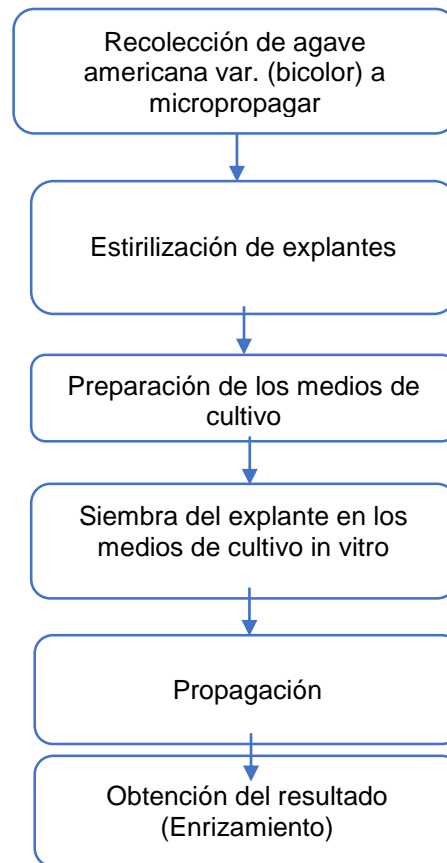 Recolección de agave
americana var. (bicolor) a
micropropagar
Estirilización de explantes
Preparación de los medios de
cultivo
Siembra del explante en los
medios de cultivo in vitro
Propagación
Obtención del resultado
(Enrizamiento)